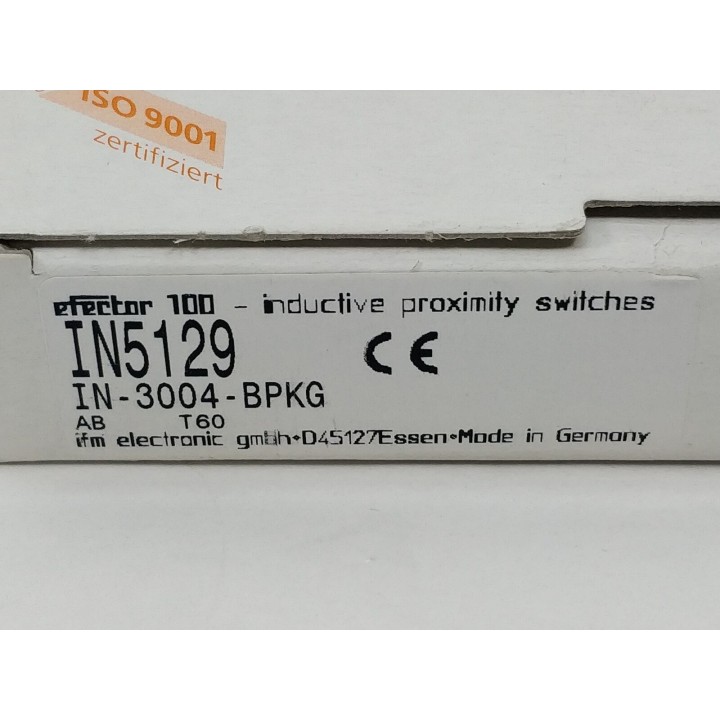 ISO 9001
zertifiziert
efector 100 - inductive proximity switches
IN5129 CE
IN-3004-BPKG
AB T60
ifm electronic gmbh•D45127Essen•Made in Germany